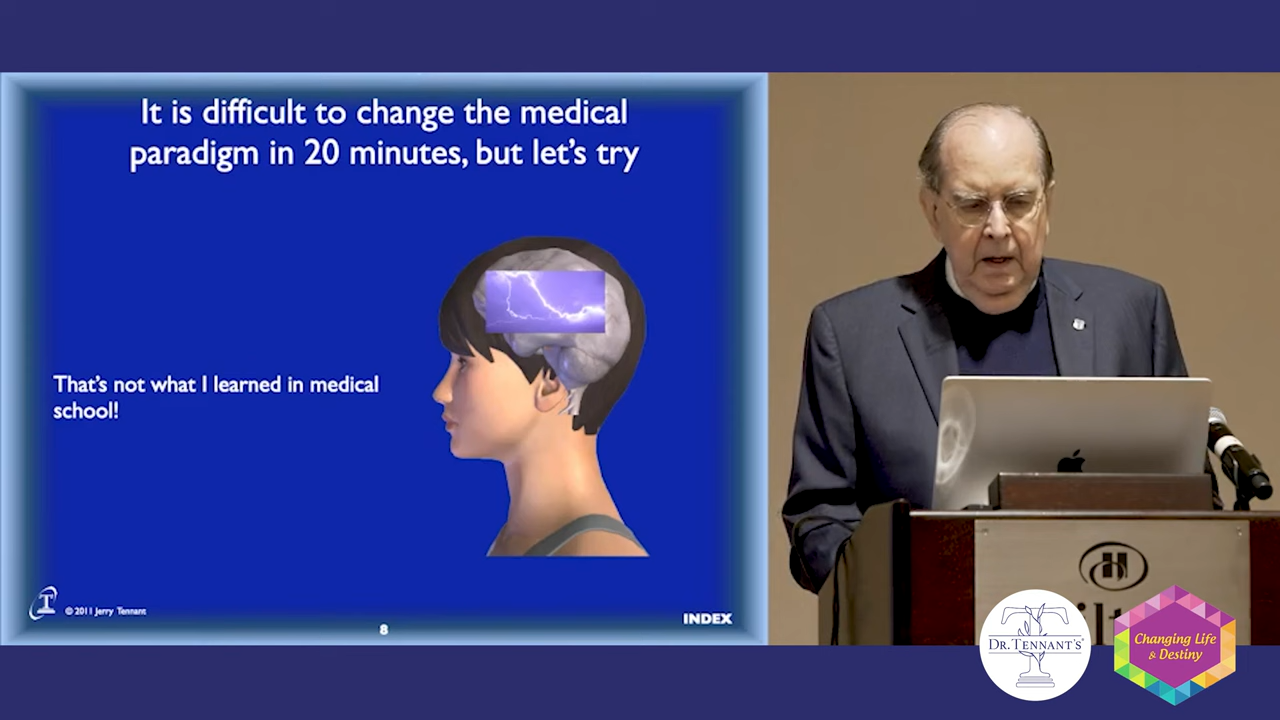 It is difficult to change the medical
paradigm in 20 minutes, but let's try
That's not what I learned in medical
school!
T
© 2011 Jerry Tennant
8
INDEX
H
DR. TENNANT'S®
Changing Life
& Destiny